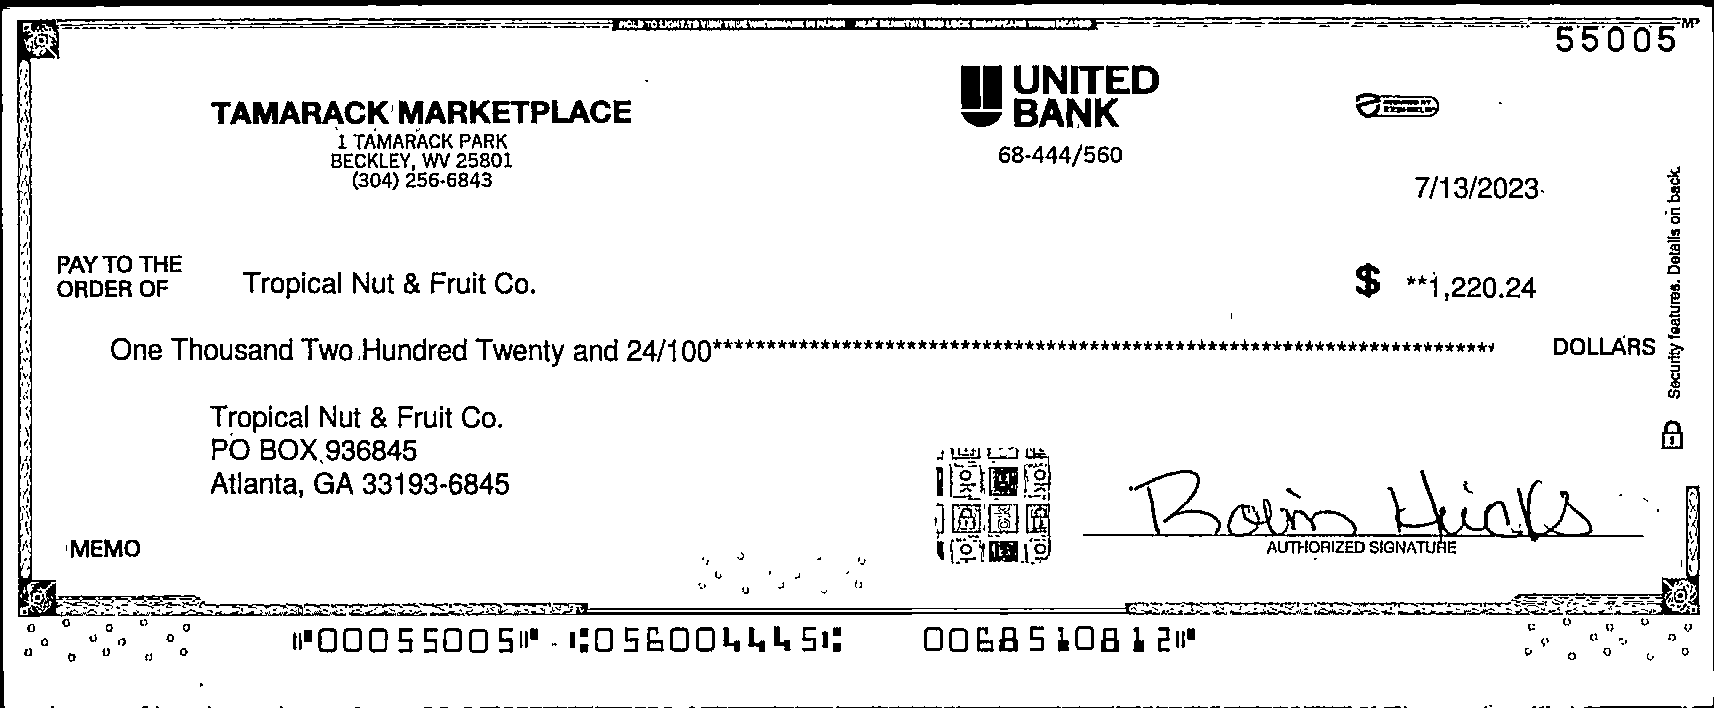 55005
TAMARACK MARKETPLACE
1 TAMARACK PARK
BECKLEY, WV 25801
(304) 256-6843
UNITED
BANK
68-444/560
7/13/2023
PAY TO THE
ORDER OF
Tropical Nut & Fruit Co.
$ **1,220.24
One Thousand Two Hundred Twenty and 24/100******************************************************************************
DOLLARS
Security features. Details on back.
Tropical Nut & Fruit Co.
PO BOX 936845
Atlanta, GA 33193-6845
MEMO
Robin Hicks
AUTHORIZED SIGNATURE
⑈00055005⑈ ⑆056004445⑆ 0068510812⑈